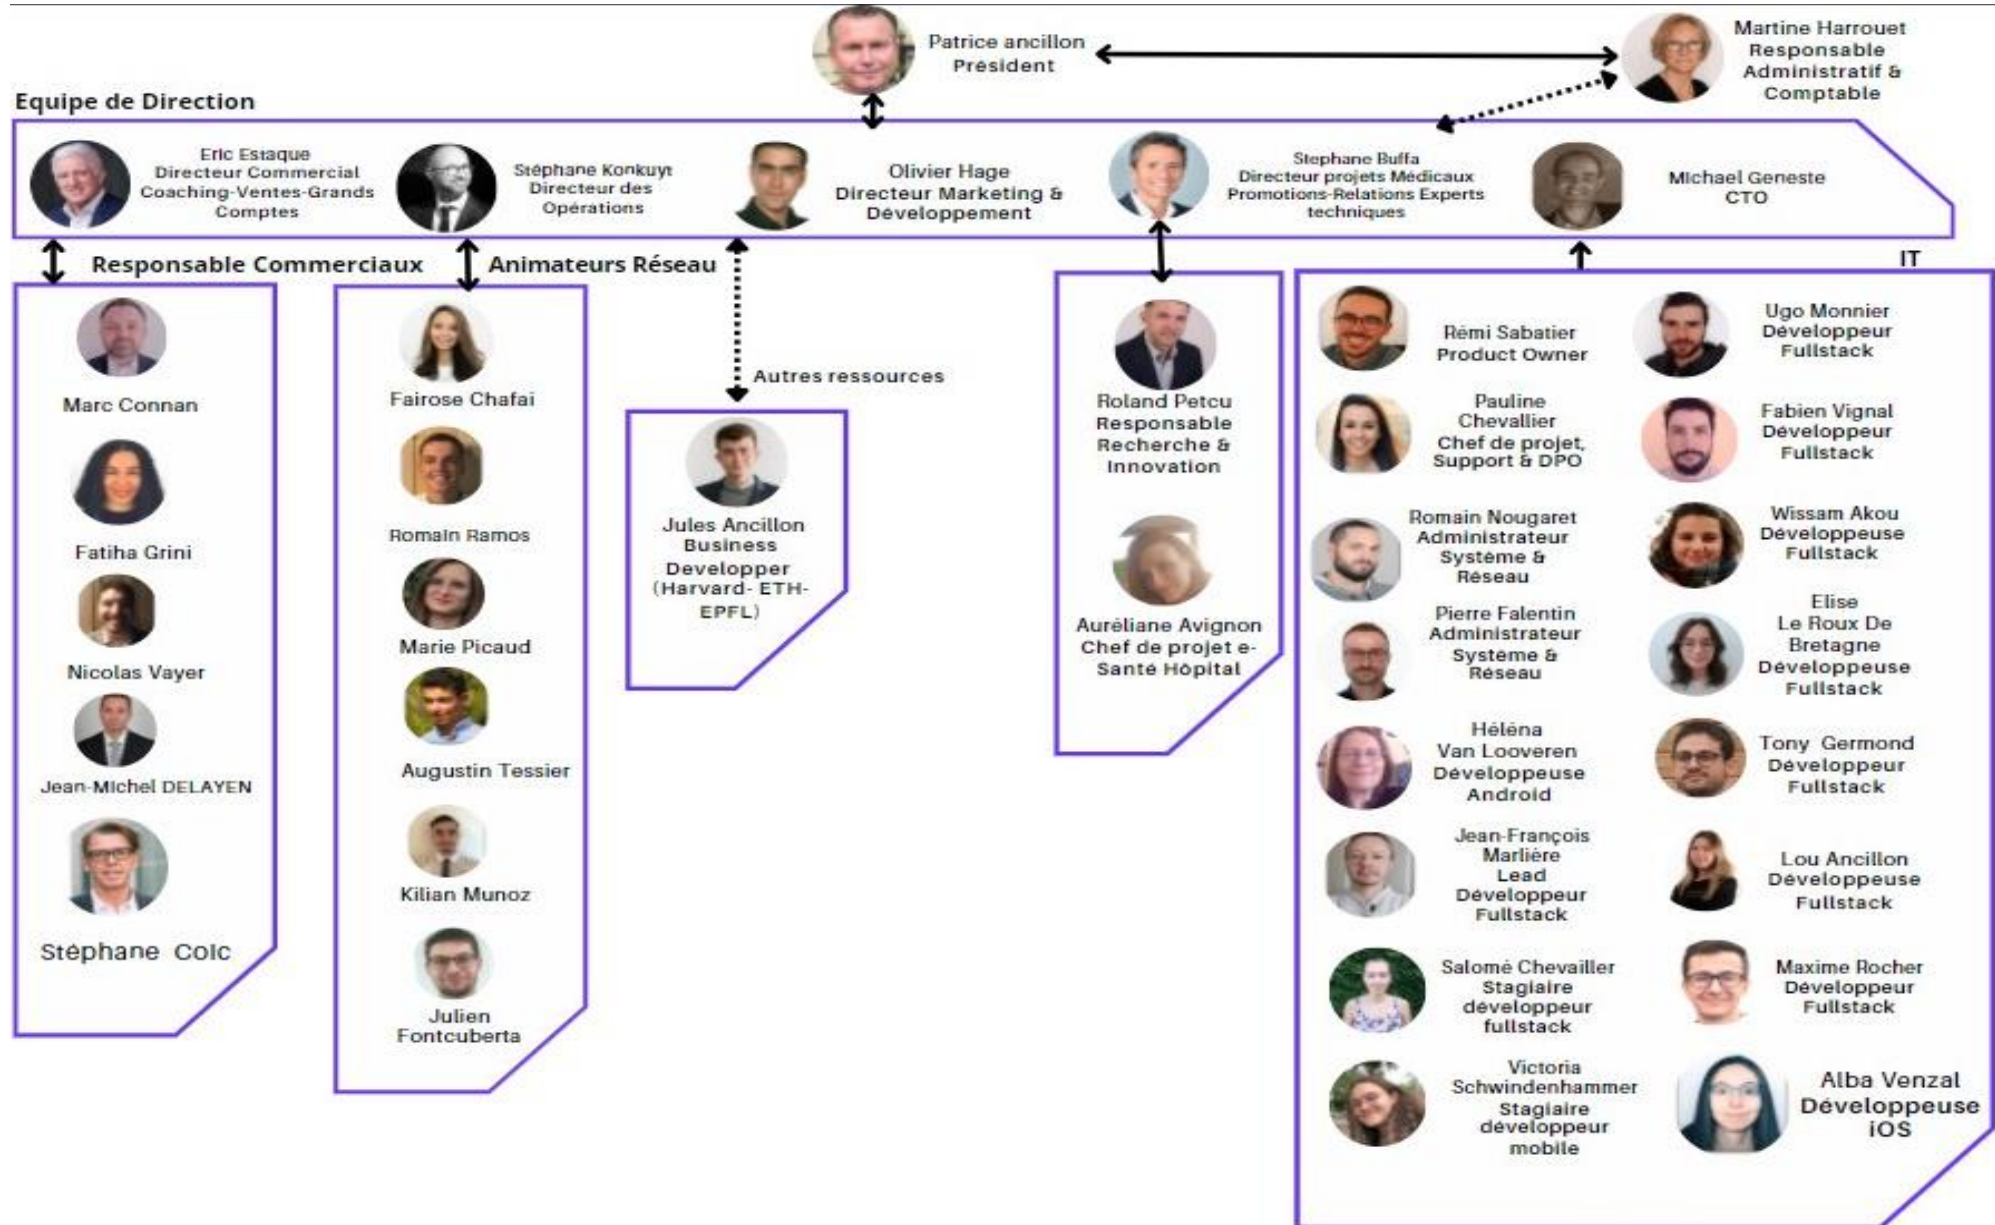 Patrice ancillon
Président
Martine Harrouet
Responsable
Administratif &
Comptable
Equipe de Direction
Eric Estaque
Directeur Commercial
Coaching-Ventes-Grands
Comptes
Stéphane Konkuyt
Directeur des
Opérations
Olivier Hage
Directeur Marketing &
Développement
Stephane Buffa
Directeur projets Médicaux
Promotions-Relations Experts
techniques
Michael Geneste
CTO
Responsable Commerciaux
Marc Connan
Fatiha Grini
Nicolas Vayer
Jean-Michel DELAYEN
Stéphane Colc
Animateurs Réseau
Fairose Chafai
Romain Ramos
Marie Picaud
Augustin Tessier
Kilian Munoz
Julien
Fontcuberta
Autres ressources
Jules Ancillon
Business
Developper
(Harvard- ETH-
EPFL)
Roland Petcu
Responsable
Recherche &
Innovation
Auréliane Avignon
Chef de projet e-
Santé Hôpital
IT
Rémi Sabatier
Product Owner
Pauline
Chevallier
Chef de projet,
Support & DPO
Romain Nougaret
Administrateur
Système &
Réseau
Pierre Falentin
Administrateur
Système &
Réseau
Héléna
Van Looveren
Développeuse
Android
Jean-François
Marlière
Lead
Développeur
Fullstack
Salomé Chevailler
Stagiaire
développeur
fullstack
Victoria
Schwindenhammer
Stagiaire
développeur
mobile
Ugo Monnier
Développeur
Fullstack
Fabien Vignal
Développeur
Fullstack
Wissam Akou
Développeuse
Fullstack
Elise
Le Roux De
Bretagne
Développeuse
Fullstack
Tony Germond
Développeur
Fullstack
Lou Ancillon
Développeuse
Fullstack
Maxime Rocher
Développeur
Fullstack
Alba Venzal
Développeuse
iOS